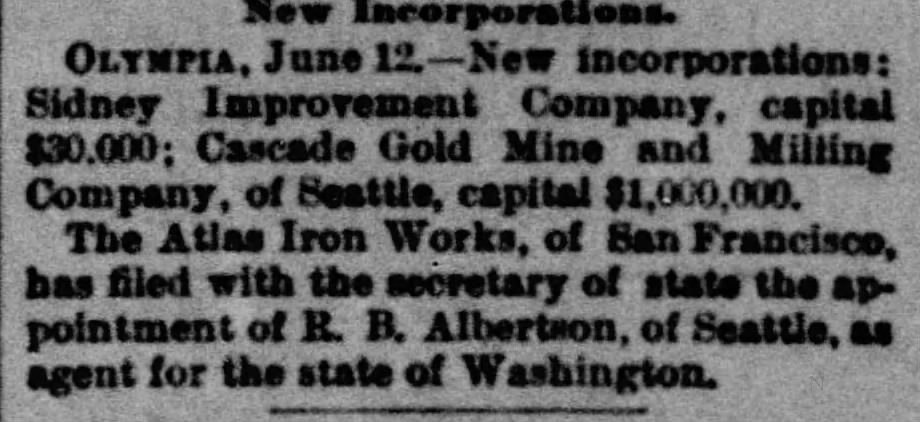 New Incorporations.
OLYMPIA, June 12.—New incorporations:
Sidney Improvement Company, capital
$30.000; Cascade Gold Mine and Milling
Company, of Seattle, capital $1,000,000.
The Atlas Iron Works, of San Francisco,
has filed with the secretary of state the ap-
pointment of R. B. Albertson, of Seattle, as
agent for the state of Washington.